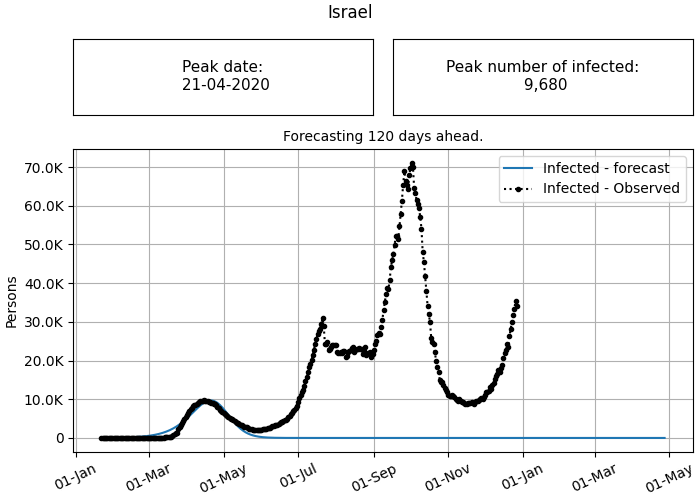 Israel
Peak date:
21-04-2020
Peak number of infected:
9,680
Forecasting 120 days ahead.
Infected - forecast
Infected - Observed
Persons
70.0K
60.0K
50.0K
40.0K
30.0K
20.0K
10.0K
0
01-Jan
01-Mar
01-May
01-Jul
01-Sep
01-Nov
01-Jan
01-Mar
01-May